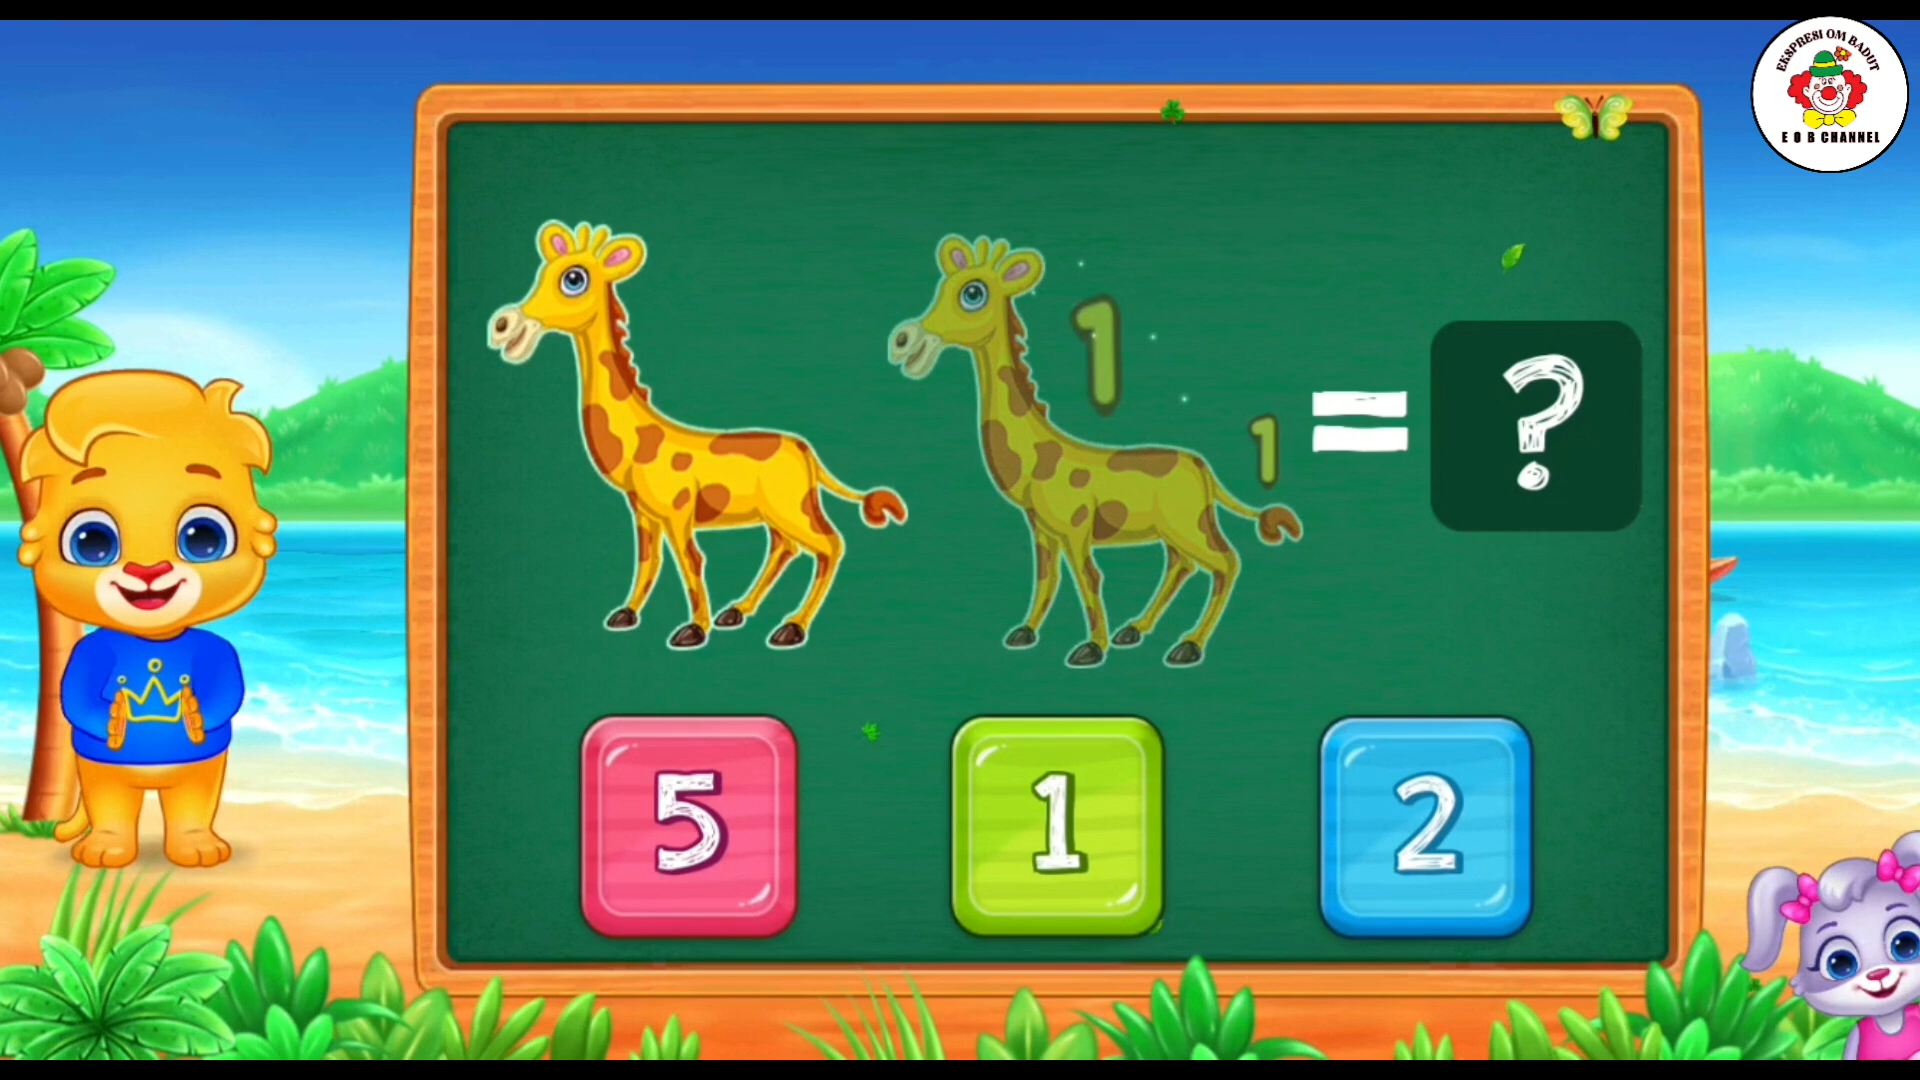 EKSPRESI OM BADUT
E O B CHANNEL
1
1
= ?
5 1 2